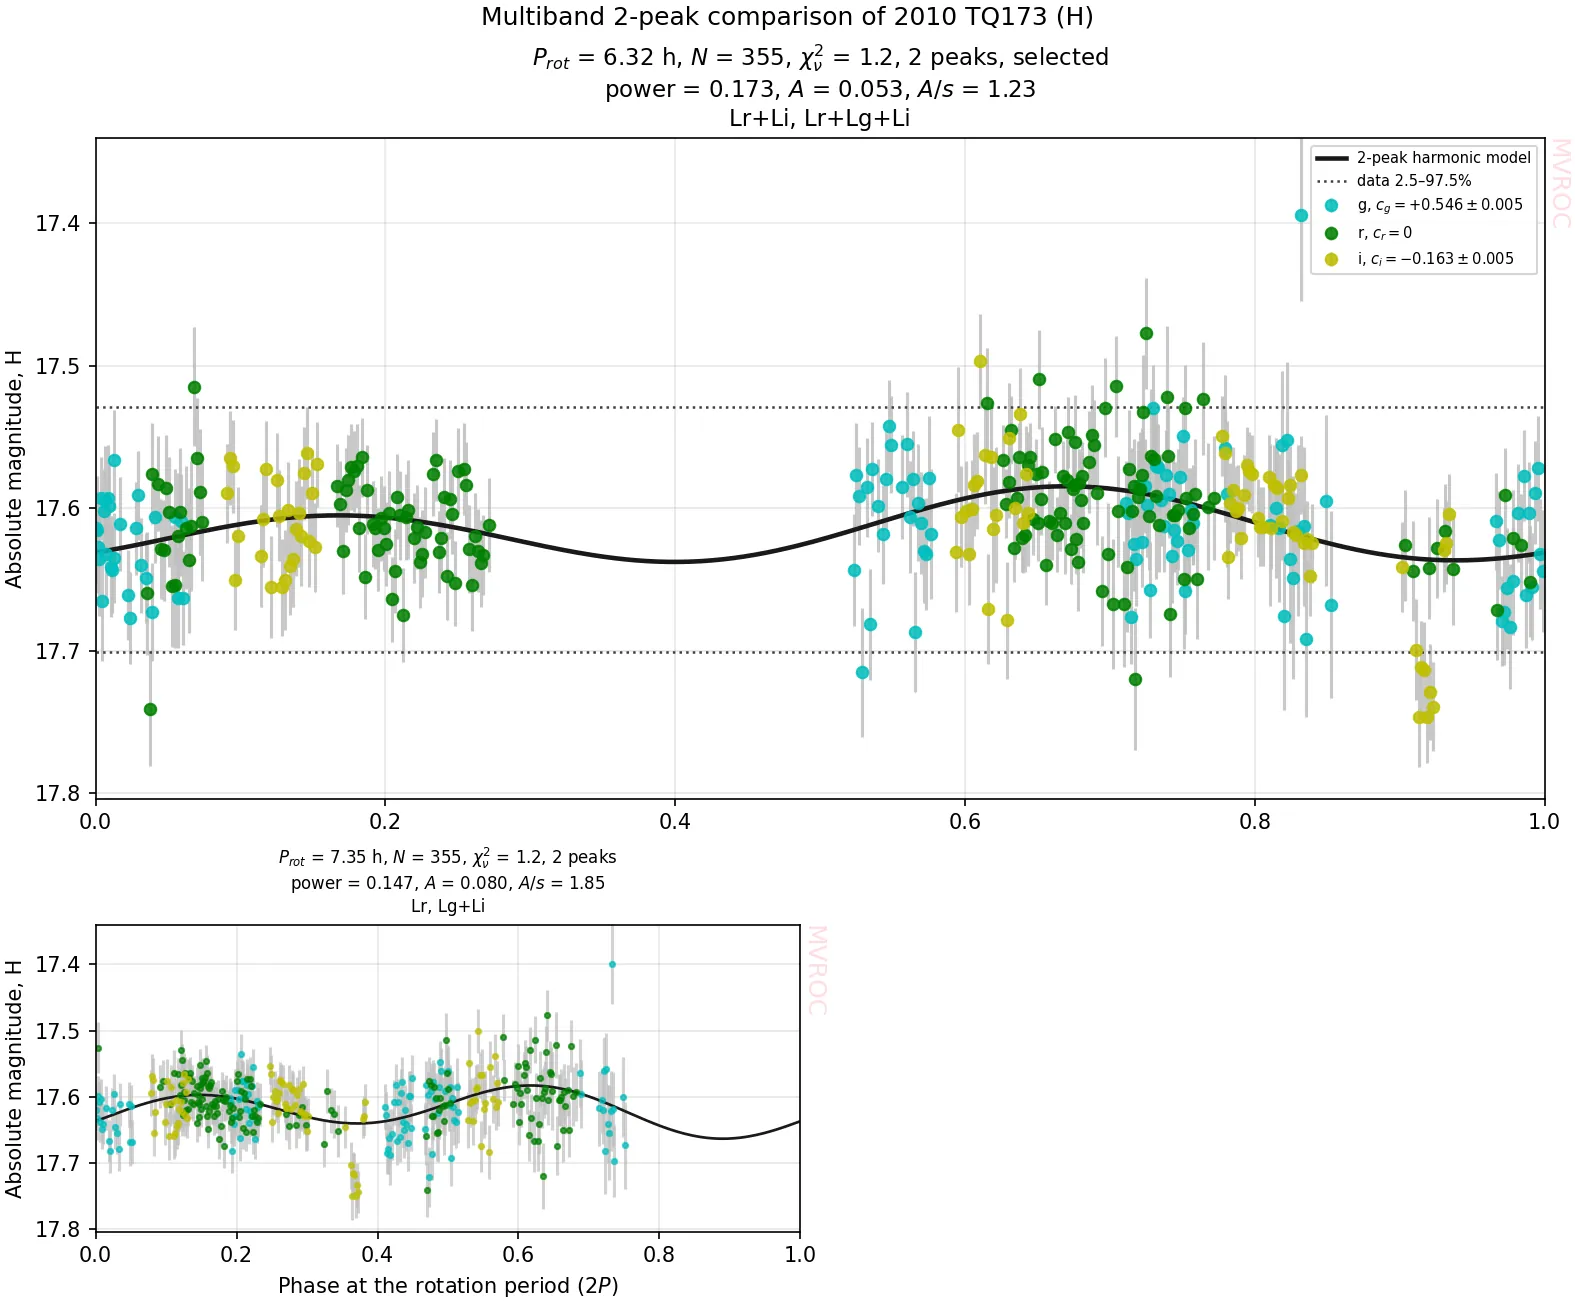 Multiband 2-peak comparison of 2010 TQ173 (H)
P_rot = 6.32 h, N = 355, χ²_ν = 1.2, 2 peaks, selected
power = 0.173, A = 0.053, A/s = 1.23
Lr+Li, Lr+Lg+Li
MVROC
2-peak harmonic model
data 2.5–97.5%
g, c_g = +0.546 ± 0.005
r, c_r = 0
i, c_i = −0.163 ± 0.005
Absolute magnitude, H
17.4
17.5
17.6
17.7
17.8
0.0 0.2 0.4 0.6 0.8 1.0
P_rot = 7.35 h, N = 355, χ²_ν = 1.2, 2 peaks
power = 0.147, A = 0.080, A/s = 1.85
Lr, Lg+Li
MVROC
Absolute magnitude, H
17.4
17.5
17.6
17.7
17.8
0.0 0.2 0.4 0.6 0.8 1.0
Phase at the rotation period (2P)